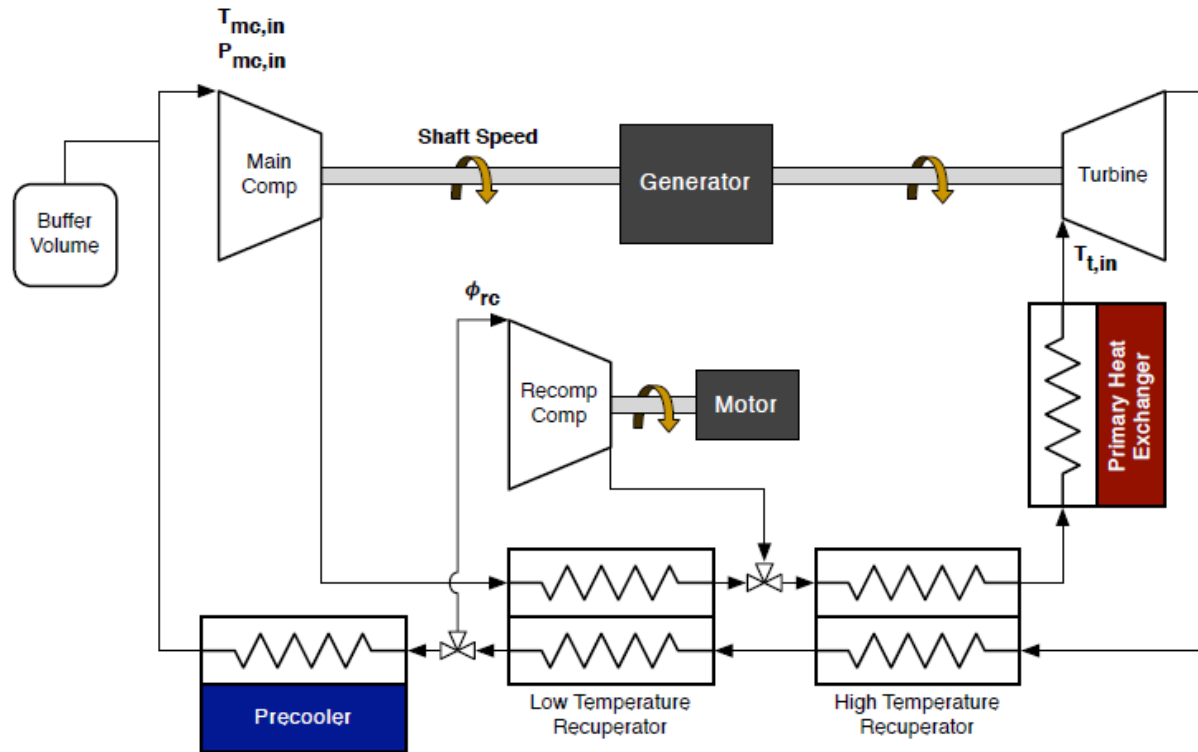 T_mc,in
P_mc,in
Main
Comp
Shaft Speed
Generator
Turbine
Buffer
Volume
T_t,in
ϕ_rc
Recomp
Comp
Motor
Primary Heat
Exchanger
Precooler
Low Temperature
Recuperator
High Temperature
Recuperator